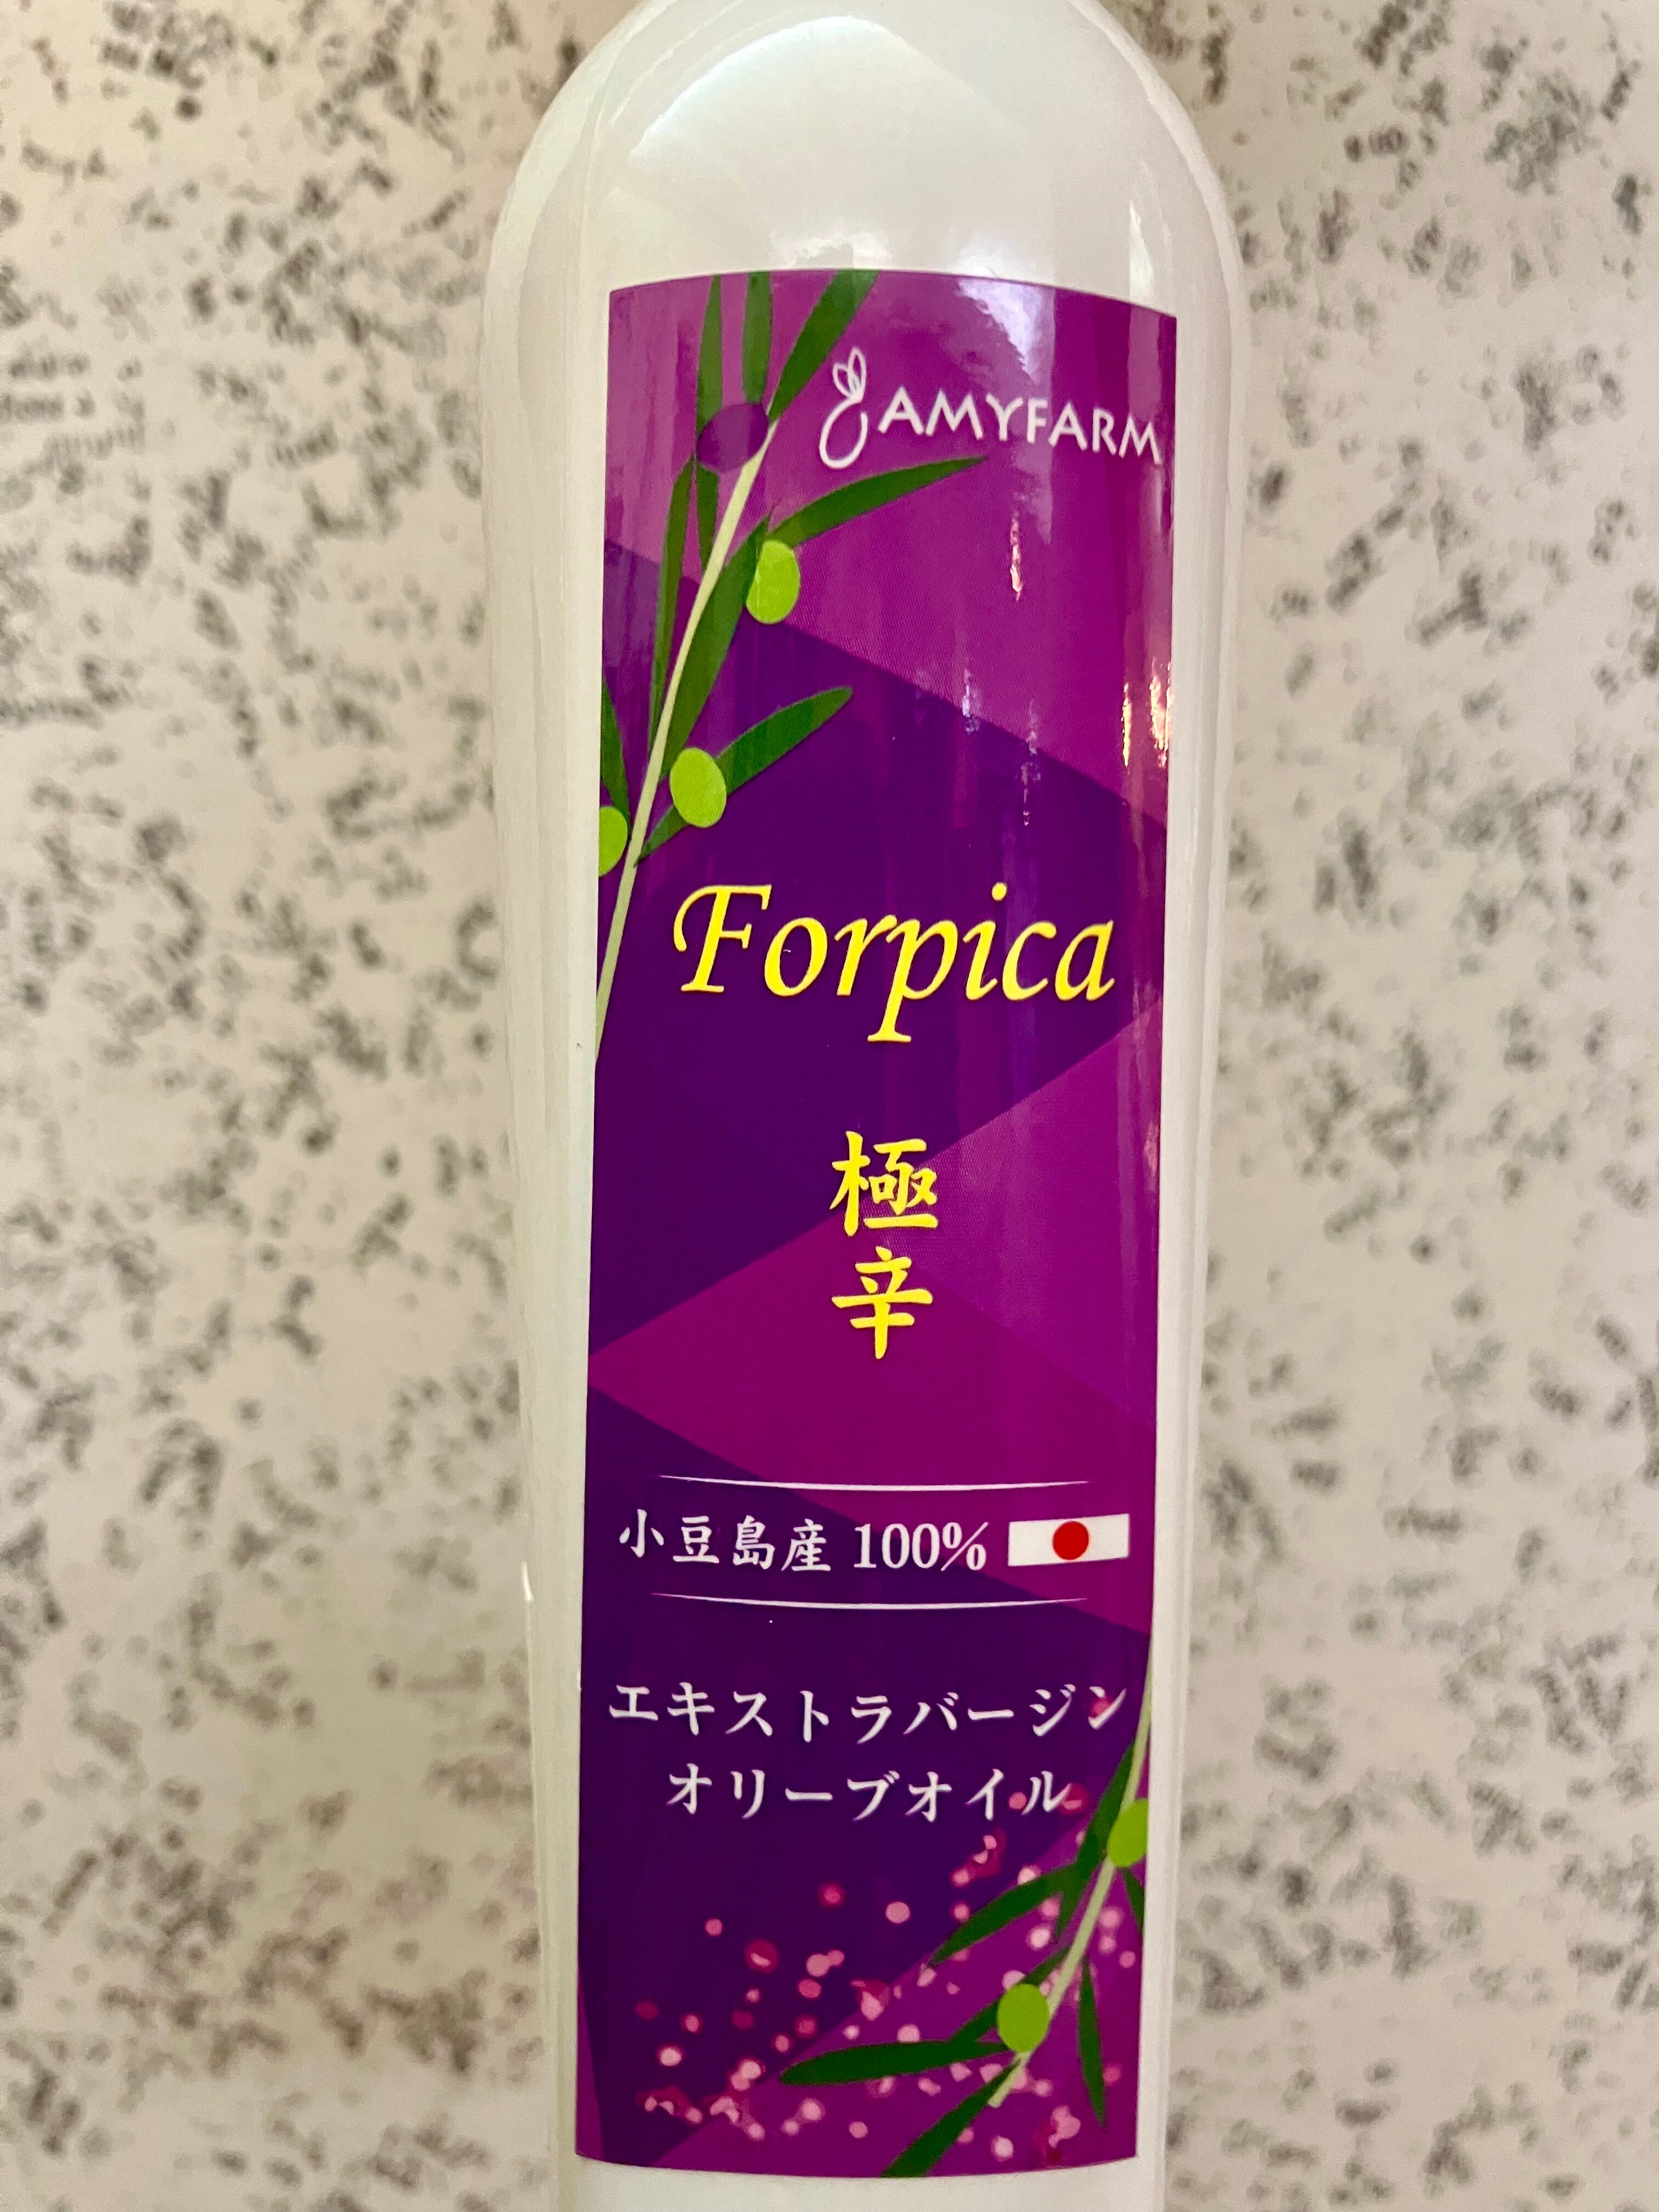 AMYFARM
Forpica
極辛
小豆島産 100%
エキストラバージン
オリーブオイル